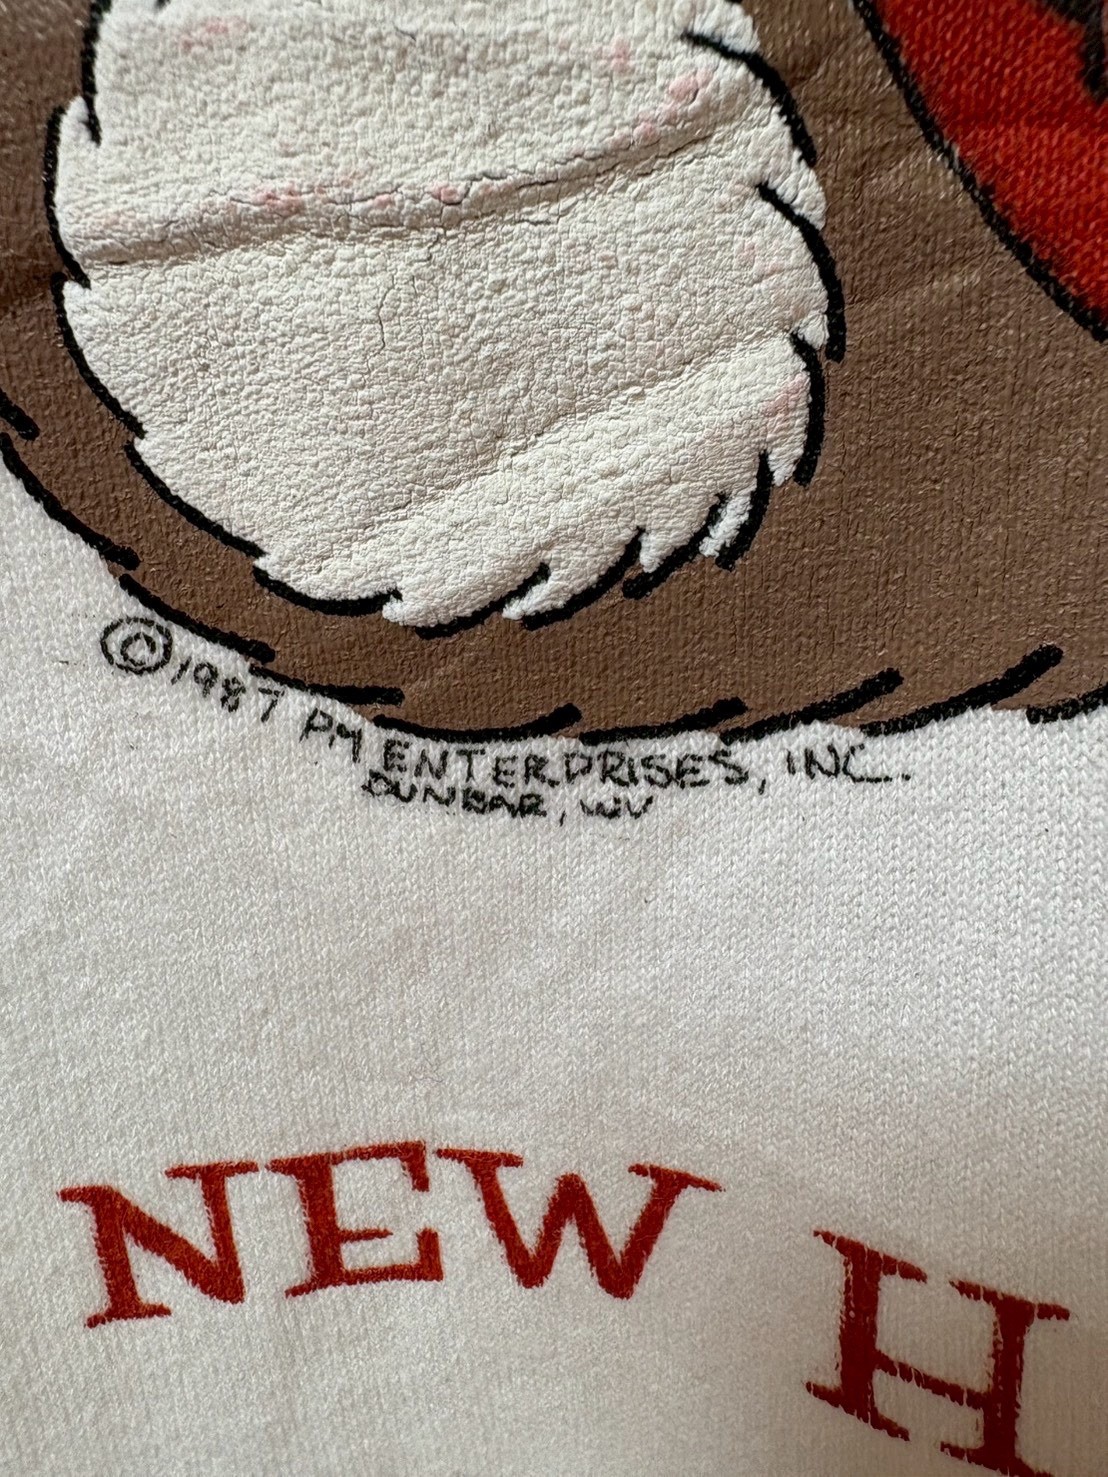 ©1987 PM ENTERPRISES, INC.
DUNBAR, WV
NEW H